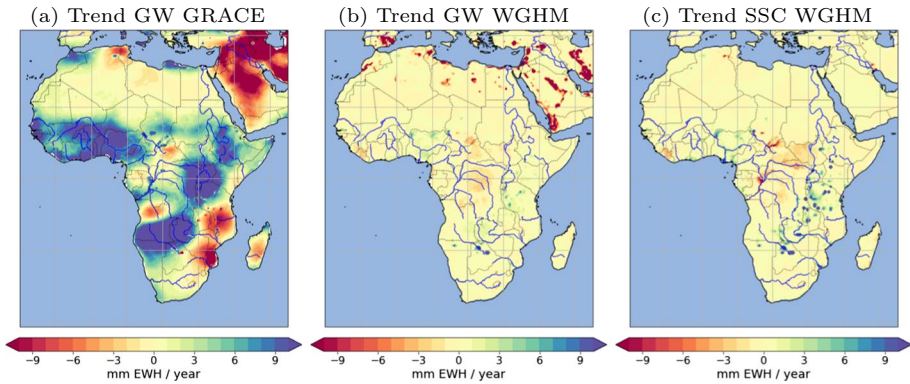 (a) Trend GW GRACE
(b) Trend GW WGHM
(c) Trend SSC WGHM
−9 −6 −3 0 3 6 9
mm EWH / year
−9 −6 −3 0 3 6 9
mm EWH / year
−9 −6 −3 0 3 6 9
mm EWH / year